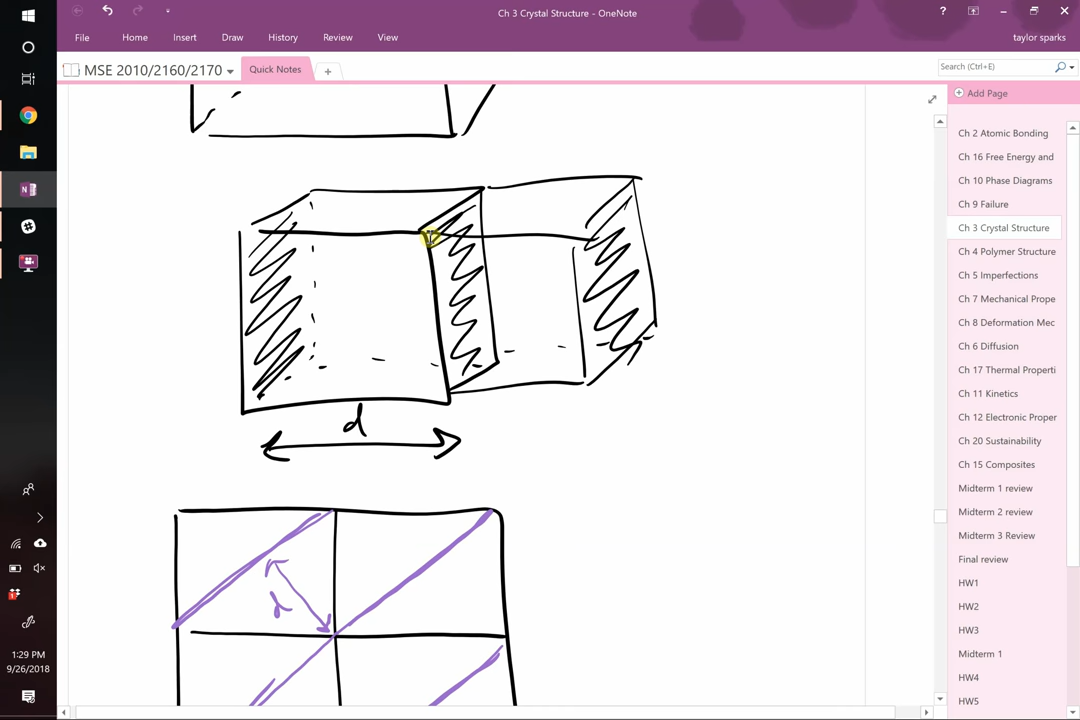 Ch 3 Crystal Structure - OneNote
?
File Home Insert Draw History Review View
taylor sparks
MSE 2010/2160/2170
Quick Notes
+
Search (Ctrl+E)
Add Page
Ch 2 Atomic Bonding
Ch 16 Free Energy and
Ch 10 Phase Diagrams
Ch 9 Failure
Ch 3 Crystal Structure
Ch 4 Polymer Structure
Ch 5 Imperfections
Ch 7 Mechanical Prope
Ch 8 Deformation Mec
Ch 6 Diffusion
Ch 17 Thermal Properti
Ch 11 Kinetics
Ch 12 Electronic Proper
Ch 20 Sustainability
Ch 15 Composites
Midterm 1 review
Midterm 2 review
Midterm 3 Review
Final review
HW1
HW2
HW3
Midterm 1
HW4
HW5
d
1:29 PM
9/26/2018